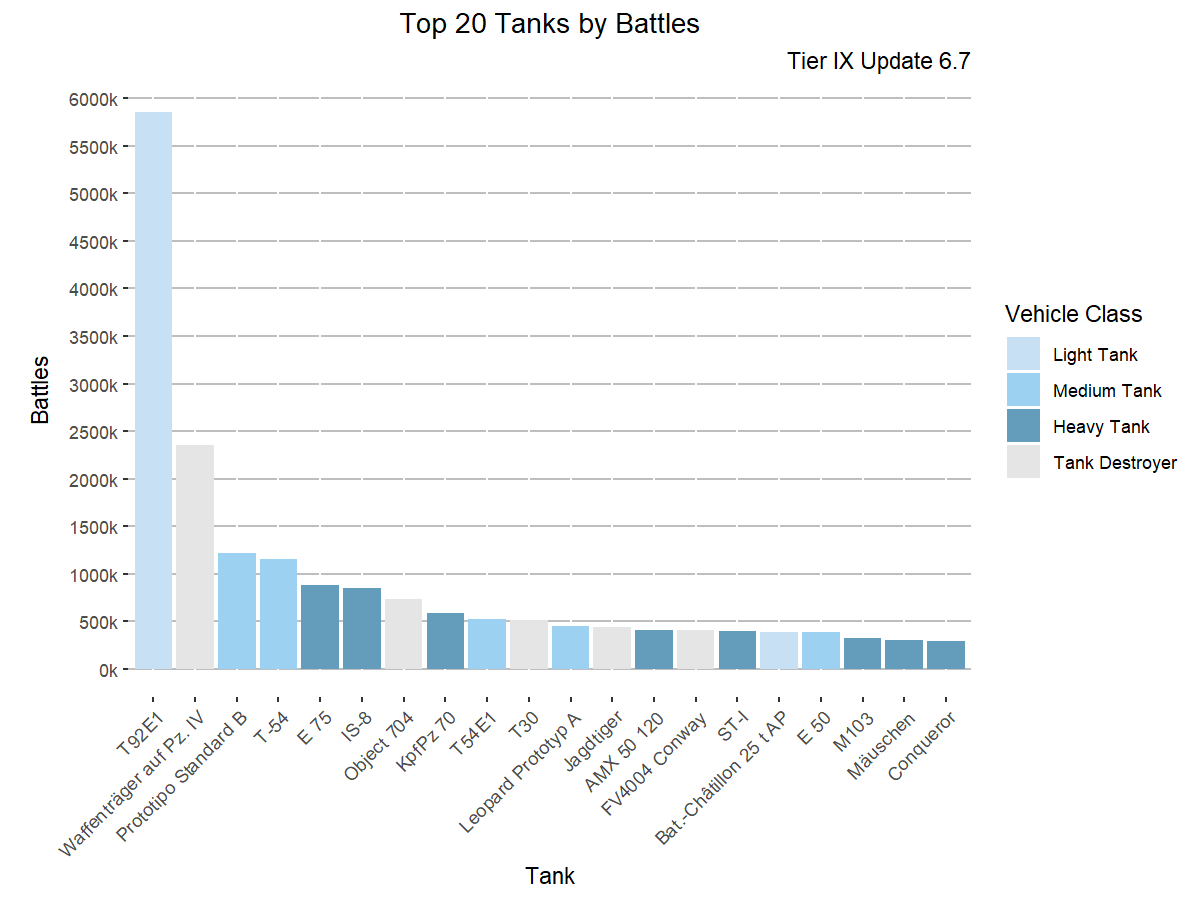 Top 20 Tanks by Battles
Tier IX Update 6.7
Battles
6000k
5500k
5000k
4500k
4000k
3500k
3000k
2500k
2000k
1500k
1000k
500k
0k
T92E1
Waffenträger auf Pz. IV
Prototipo Standard B
T-54
E 75
IS-8
Object 704
KpfPz 70
T54E1
T30
Leopard Prototyp A
Jagdtiger
AMX 50 120
FV4004 Conway
ST-I
Bat.-Châtillon 25 t AP
E 50
M103
Mäuschen
Conqueror
Tank
Vehicle Class
Light Tank
Medium Tank
Heavy Tank
Tank Destroyer